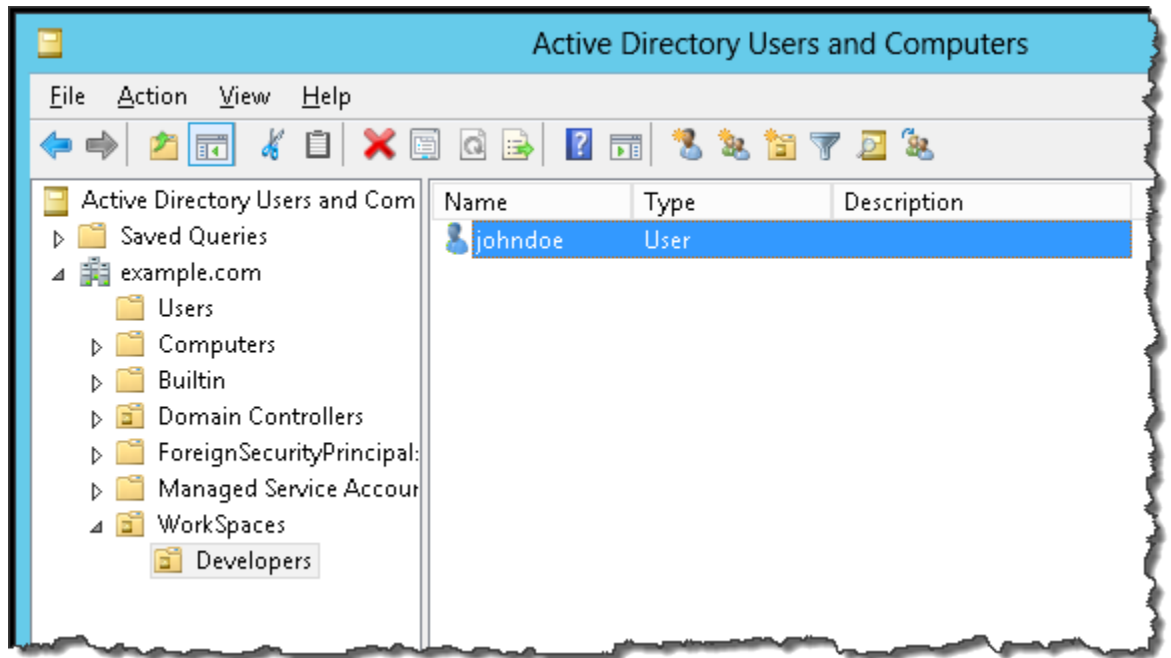 Active Directory Users and Computers
File Action View Help
Active Directory Users and Com
Saved Queries
example.com
Users
Computers
Builtin
Domain Controllers
ForeignSecurityPrincipal:
Managed Service Accour
WorkSpaces
Developers
Name Type Description
johndoe User